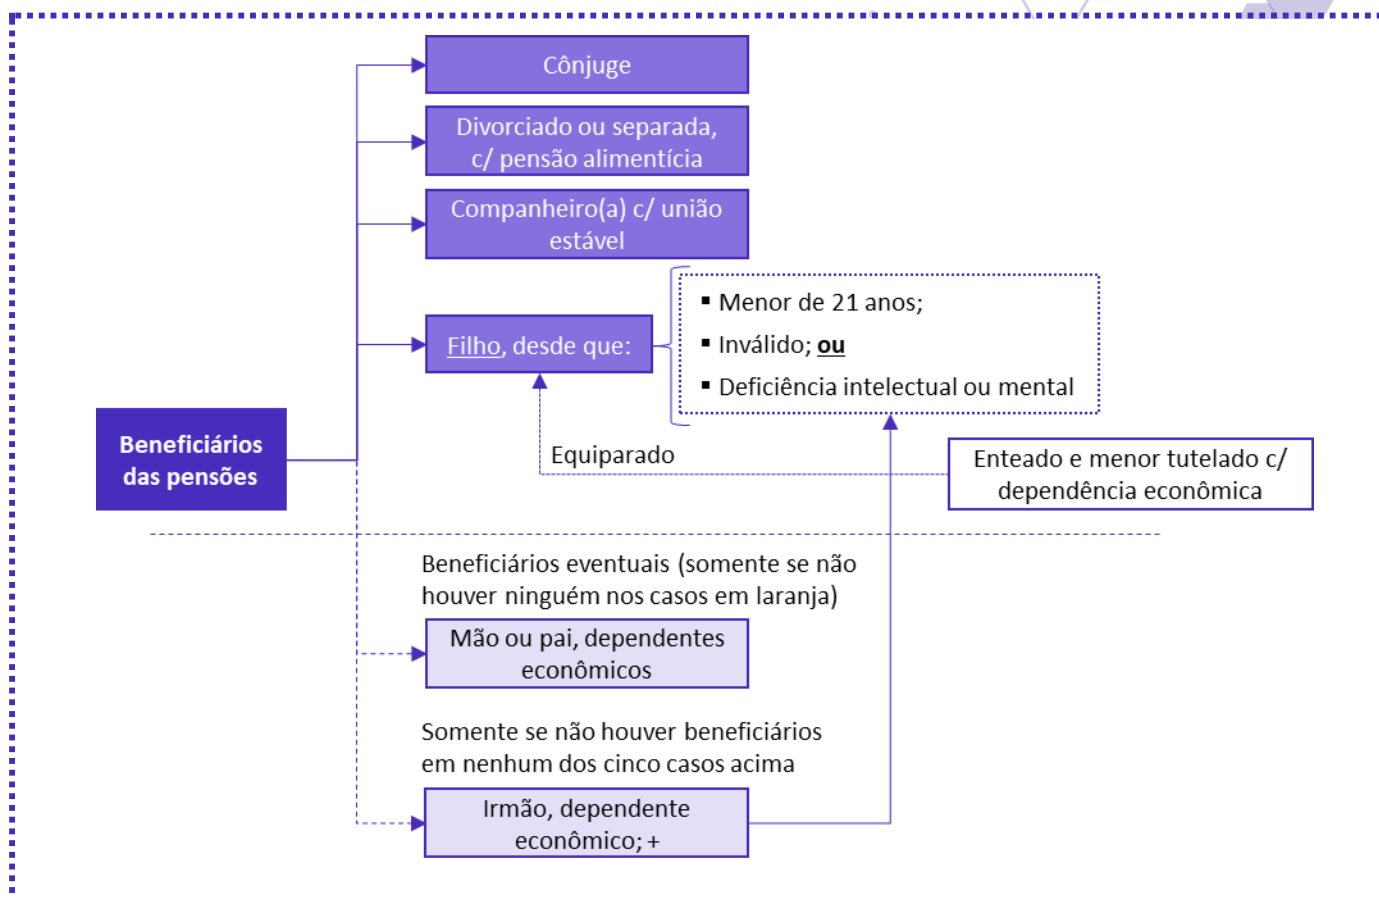 Cônjuge
Divorciado ou separada,
c/ pensão alimentícia
Companheiro(a) c/ união
estável
Filho, desde que:
▪ Menor de 21 anos;
▪ Inválido; ou
▪ Deficiência intelectual ou mental
Beneficiários
das pensões
Equiparado
Enteado e menor tutelado c/
dependência econômica
Beneficiários eventuais (somente se não
houver ninguém nos casos em laranja)
Mão ou pai, dependentes
econômicos
Somente se não houver beneficiários
em nenhum dos cinco casos acima
Irmão, dependente
econômico; +